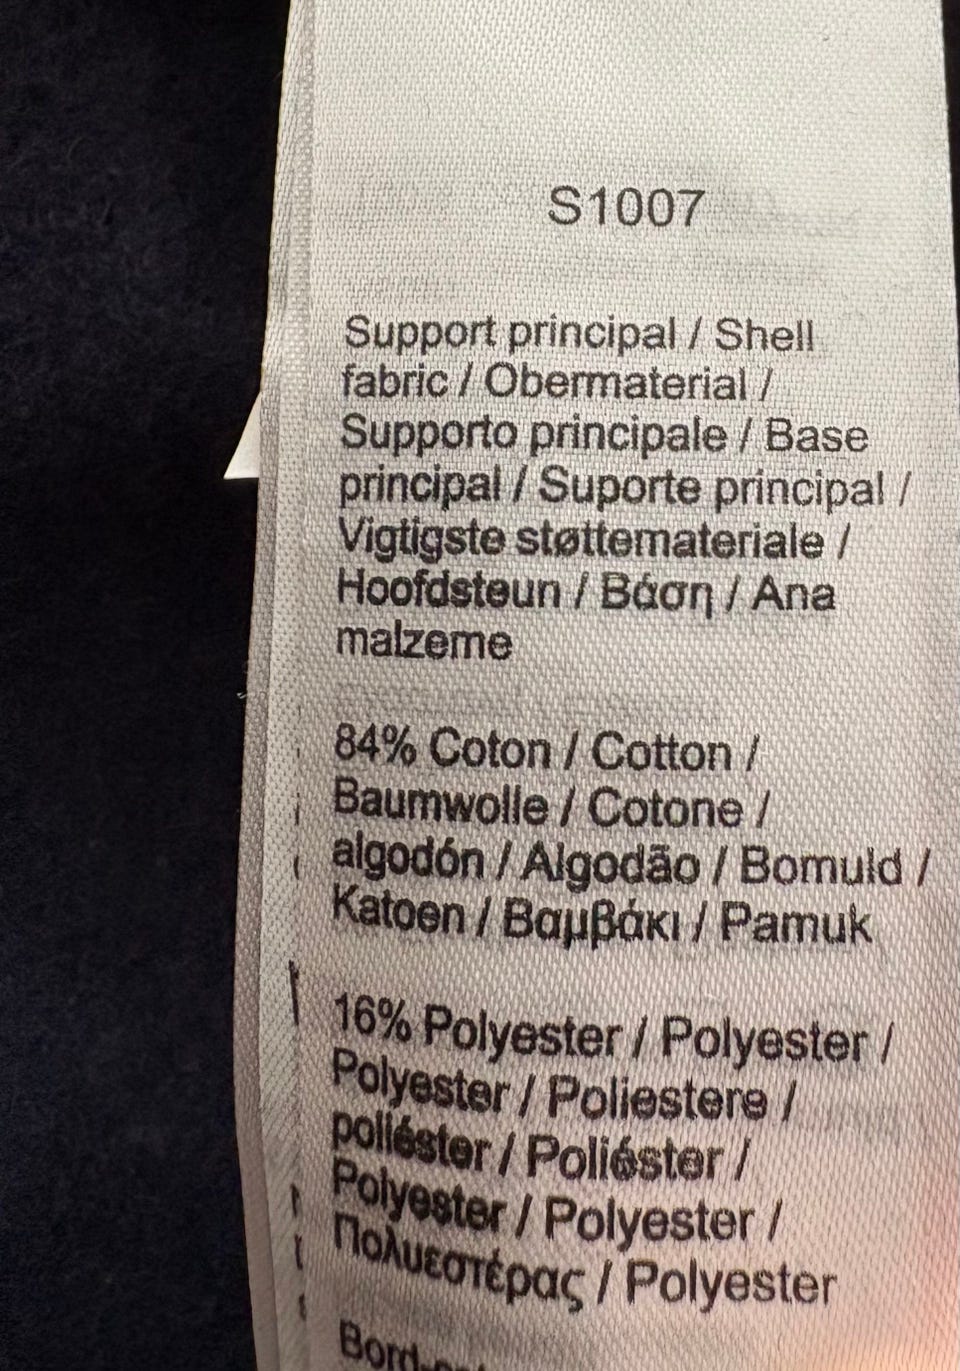 S1007
Support principal / Shell
fabric / Obermaterial /
Supporto principale / Base
principal / Suporte principal /
Vigtigste støttemateriale /
Hoofdsteun / Βάση / Ana
malzeme
84% Coton / Cotton /
Baumwolle / Cotone /
algodón / Algodão / Bomuld /
Katoen / Βαμβάκι / Pamuk
16% Polyester / Polyester /
Polyester / Poliestere /
poliéster / Poliéster /
Polyester / Polyester /
Πολυεστέρας / Polyester